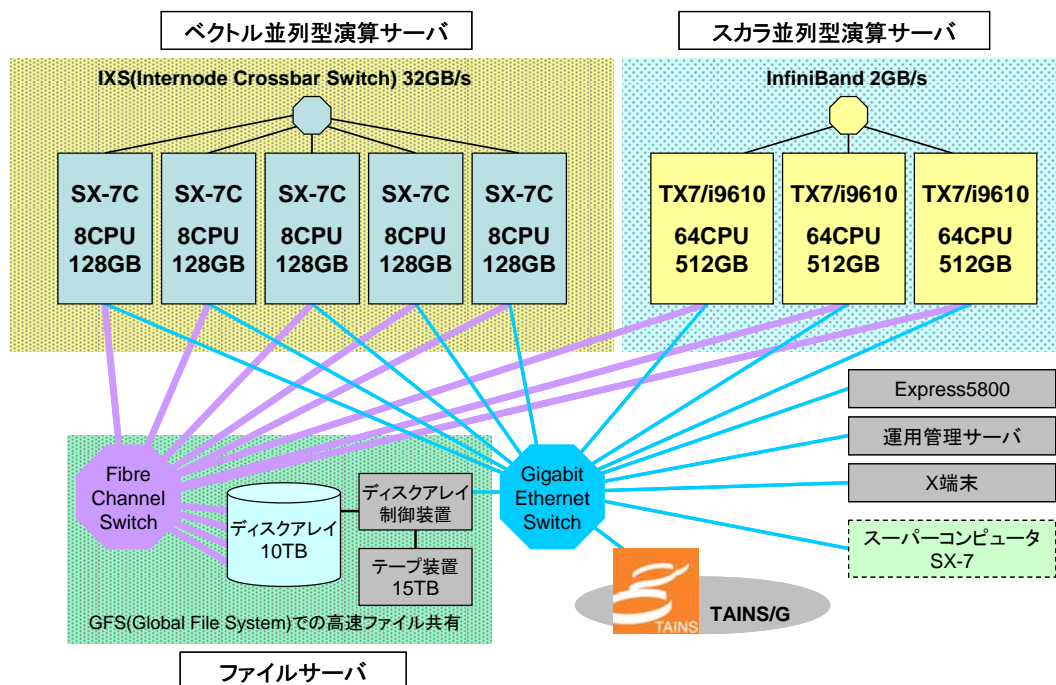 ベクトル並列型演算サーバ
スカラ並列型演算サーバ
IXS(Internode Crossbar Switch) 32GB/s
InfiniBand 2GB/s
SX-7C
8CPU
128GB
SX-7C
8CPU
128GB
SX-7C
8CPU
128GB
SX-7C
8CPU
128GB
SX-7C
8CPU
128GB
TX7/i9610
64CPU
512GB
TX7/i9610
64CPU
512GB
TX7/i9610
64CPU
512GB
Express5800
運用管理サーバ
X端末
スーパーコンピュータ
SX-7
Fibre
Channel
Switch
ディスクアレイ
10TB
ディスクアレイ
制御装置
テープ装置
15TB
Gigabit
Ethernet
Switch
GFS(Global File System)での高速ファイル共有
TAINS
TAINS/G
ファイルサーバ